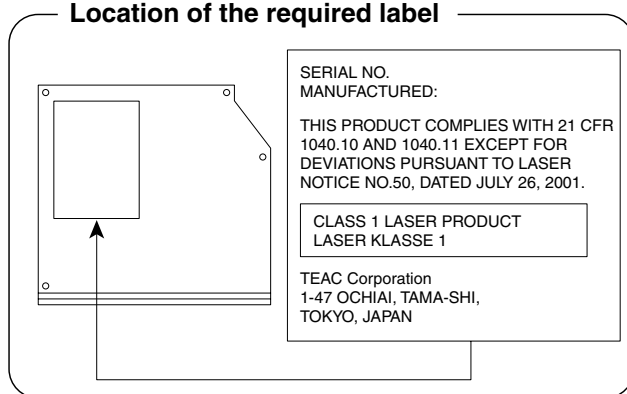 Location of the required label
SERIAL NO.
MANUFACTURED:
THIS PRODUCT COMPLIES WITH 21 CFR
1040.10 AND 1040.11 EXCEPT FOR
DEVIATIONS PURSUANT TO LASER
NOTICE NO.50, DATED JULY 26, 2001.
CLASS 1 LASER PRODUCT
LASER KLASSE 1
TEAC Corporation
1-47 OCHIAI, TAMA-SHI,
TOKYO, JAPAN